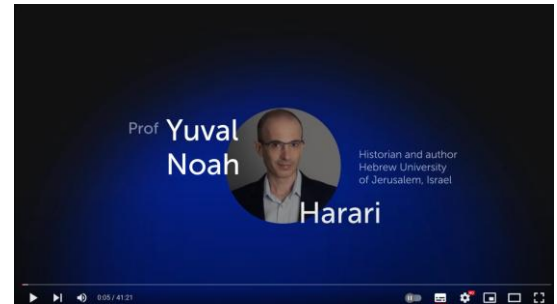 Prof Yuval
Noah
Harari
Historian and author
Hebrew University
of Jerusalem, Israel
0:05 / 41:21